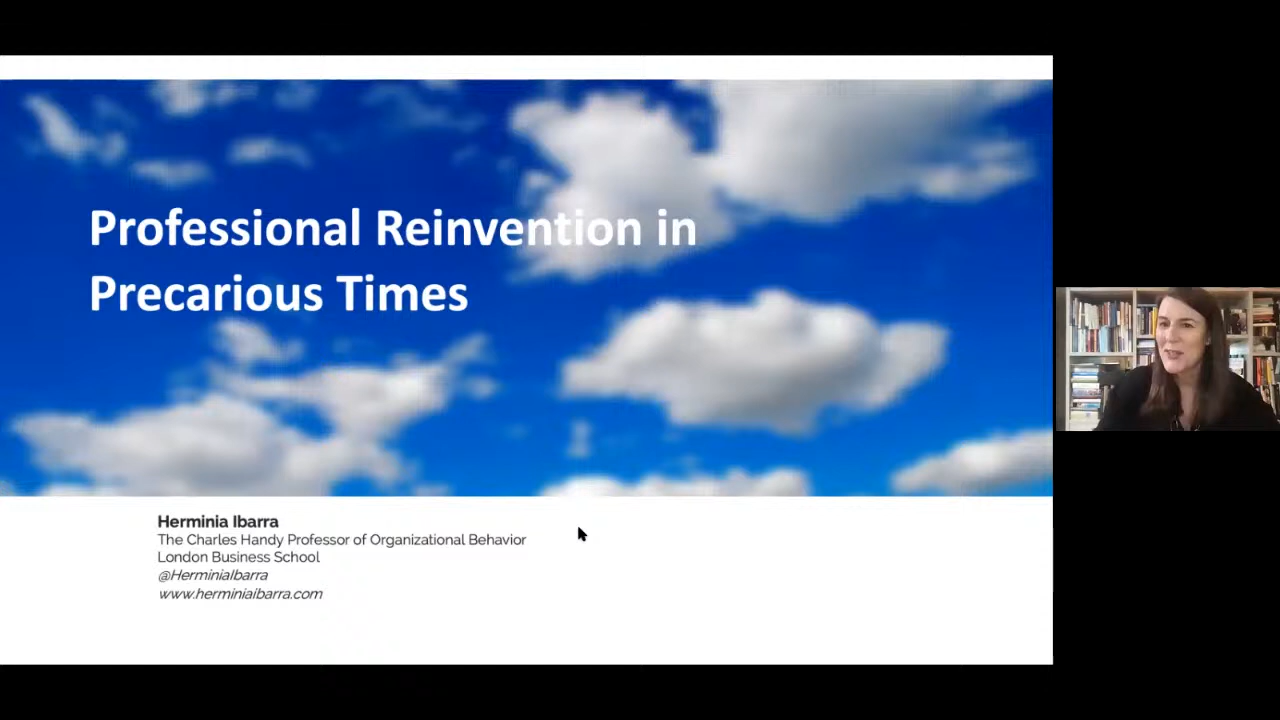 Professional Reinvention in
Precarious Times
Herminia Ibarra
The Charles Handy Professor of Organizational Behavior
London Business School
@HerminiaIbarra
www.herminiaibarra.com